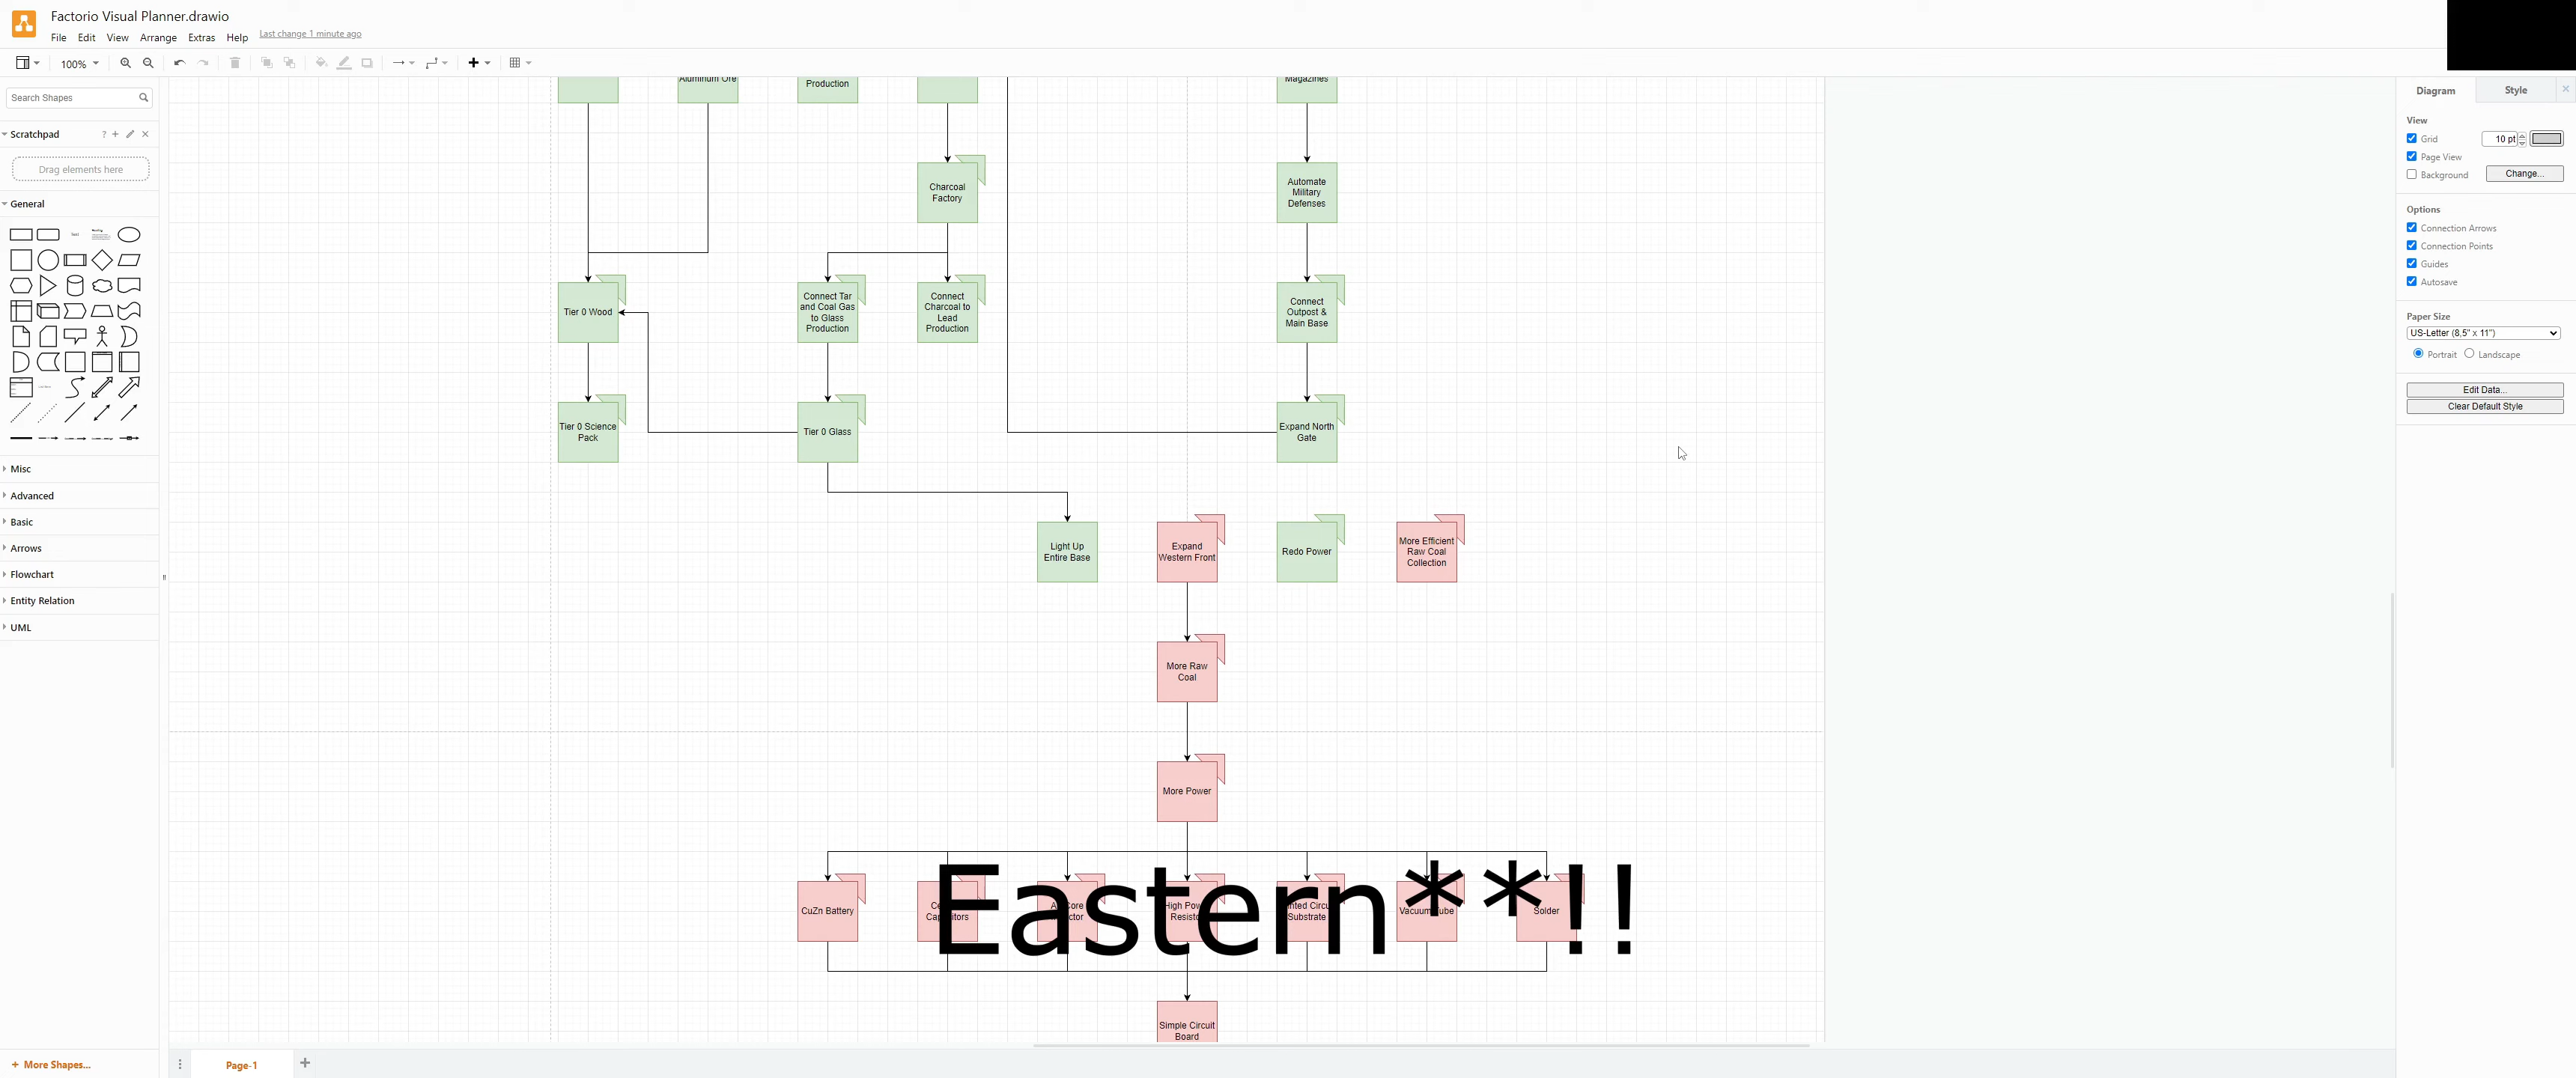 Factorio Visual Planner.drawio
File Edit View Arrange Extras Help Last change 1 minute ago
100%
Search Shapes
Scratchpad
?
Drag elements here
General
Misc
Advanced
Basic
Arrows
Flowchart
Entity Relation
UML
+ More Shapes...
Aluminum Ore
Production
Magazines
Charcoal
Factory
Automate
Military
Defenses
Tier 0 Wood
Connect Tar
and Coal Gas
to Glass
Production
Connect
Charcoal to
Lead
Production
Connect
Outpost &
Main Base
Tier 0 Science
Pack
Tier 0 Glass
Expand North
Gate
Light Up
Entire Base
Expand
Western Front
Redo Power
More Efficient
Raw Coal
Collection
More Raw
Coal
More Power
CuZn Battery
Vacuum
Solder
Substrate
Eastern**!!
Simple Circuit
Board
Page-1
Diagram
Style
View
Grid
10 pt
Page View
Background
Change...
Options
Connection Arrows
Connection Points
Guides
Autosave
Paper Size
US-Letter (8,5" x 11")
Portrait Landscape
Edit Data...
Clear Default Style